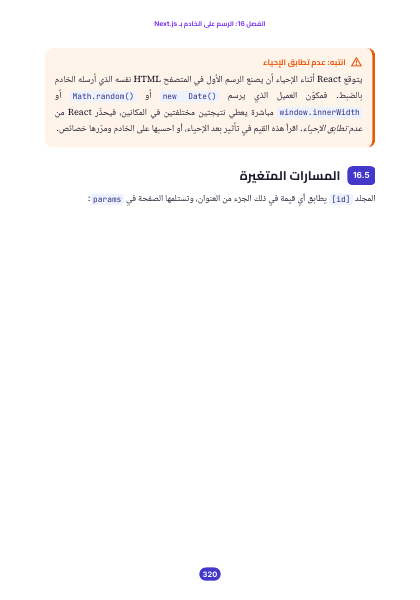 الفصل 16: الرسم على الخادم بـ Next.js
انتبه: عدم تطابق الإحياء
يتوقع React أثناء الإحياء أن يصنع الرسم الأول في المتصفح HTML نفسه الذي أرسله الخادم
بالضبط. فمكوّن العميل الذي يرسم new Date() أو Math.random() أو
window.innerWidth مباشرة يعطي نتيجتين مختلفتين في المكانين، فيحذّر React من
عدم تطابق الإحياء. اقرأ هذه القيم في تأثير بعد الإحياء، أو احسبها على الخادم ومرّرها خصائص.
16.5 المسارات المتغيرة
المجلد [id] يطابق أي قيمة في ذلك الجزء من العنوان، وتستلمها الصفحة في params:
320